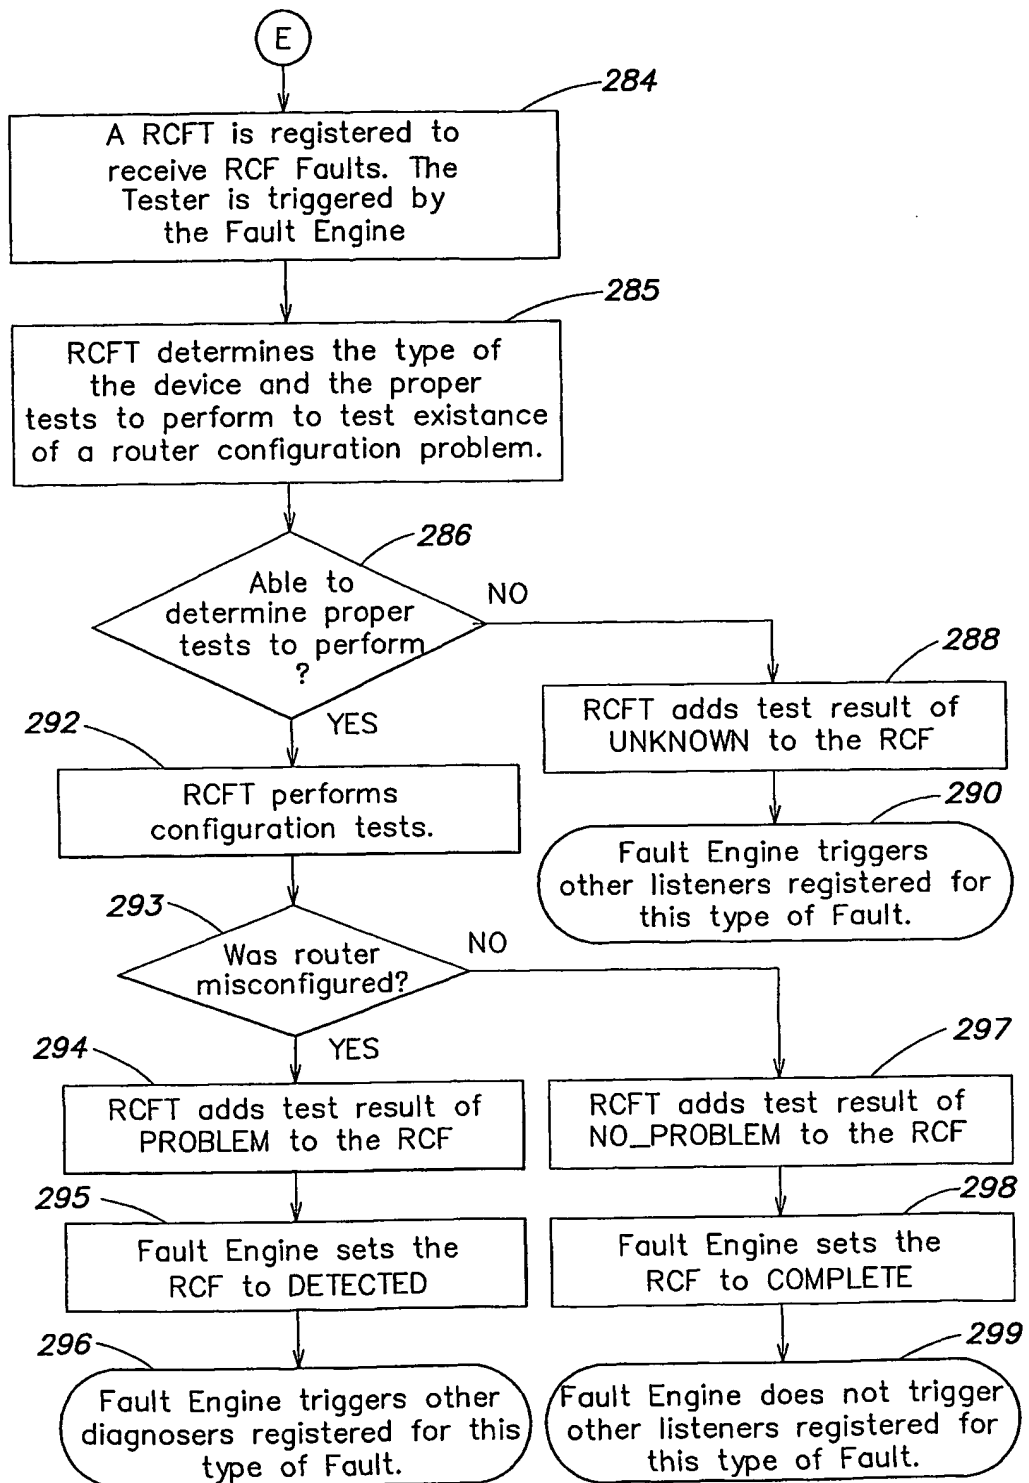 E
284
A RCFT is registered to
receive RCF Faults. The
Tester is triggered by
the Fault Engine
285
RCFT determines the type of
the device and the proper
tests to perform to test existance
of a router configuration problem.
286
Able to
determine proper
tests to perform
?
NO
YES
288
RCFT adds test result of
UNKNOWN to the RCF
290
Fault Engine triggers
other listeners registered for
this type of Fault.
292
RCFT performs
configuration tests.
293
Was router
misconfigured?
NO
YES
294
RCFT adds test result of
PROBLEM to the RCF
295
Fault Engine sets the
RCF to DETECTED
296
Fault Engine triggers other
diagnosers registered for this
type of Fault.
297
RCFT adds test result of
NO_PROBLEM to the RCF
298
Fault Engine sets the
RCF to COMPLETE
299
Fault Engine does not trigger
other listeners registered for
this type of Fault.